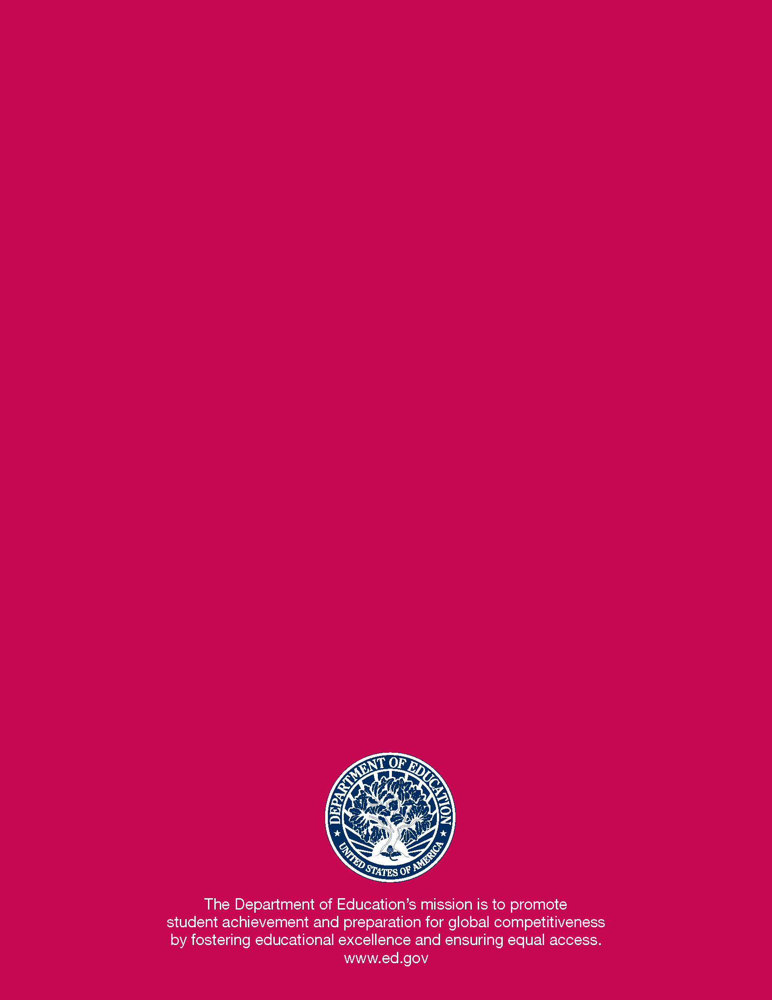 DEPARTMENT OF EDUCATION
UNITED STATES OF AMERICA
The Department of Education’s mission is to promote
student achievement and preparation for global competitiveness
by fostering educational excellence and ensuring equal access.
www.ed.gov